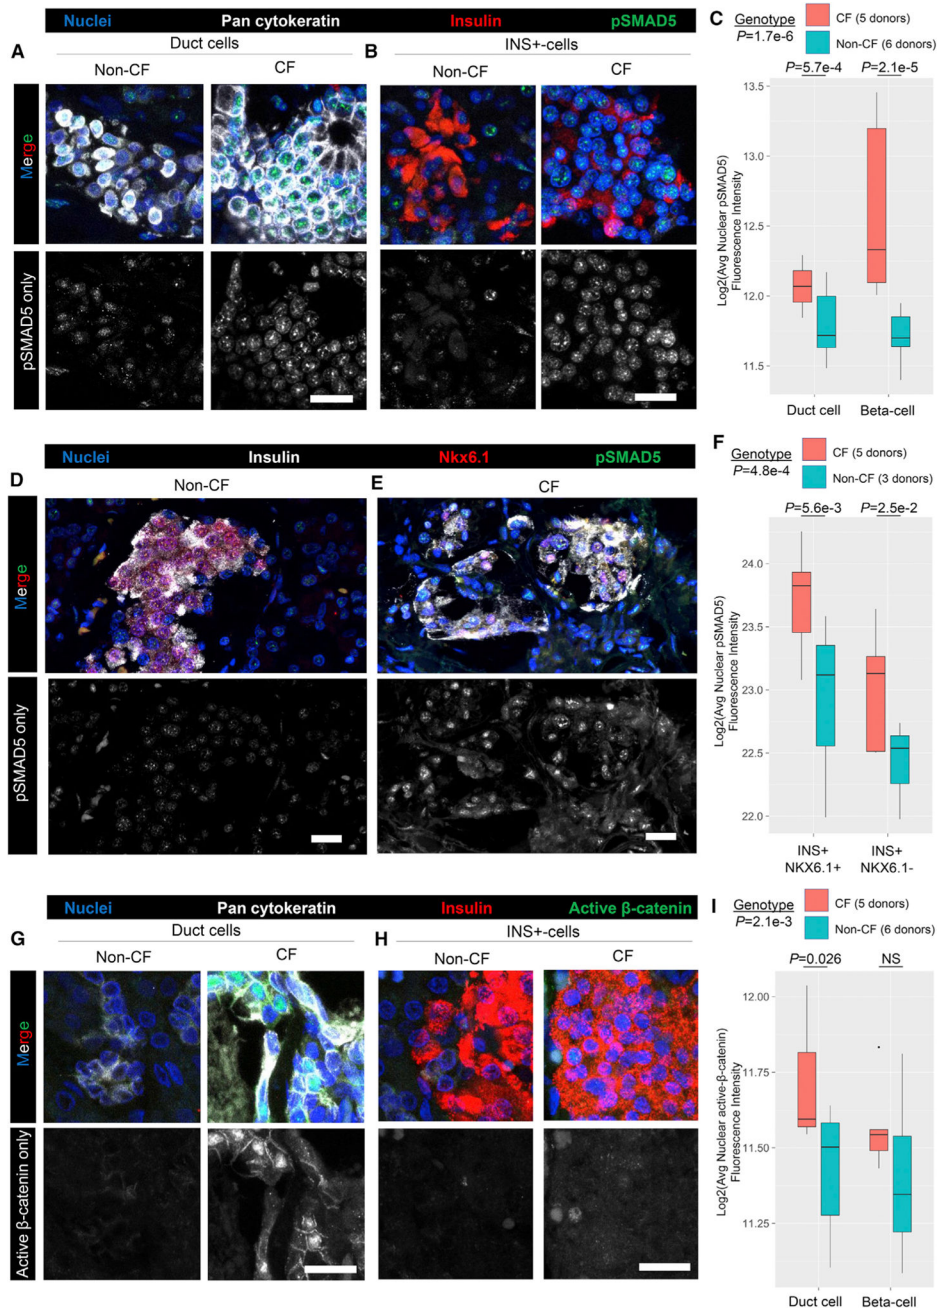 Nuclei Pan cytokeratin Insulin pSMAD5
A Duct cells
Non-CF CF
B INS+-cells
Non-CF CF
Merge
pSMAD5 only
C Genotype
P=1.7e-6
CF (5 donors)
Non-CF (6 donors)
P=5.7e-4 P=2.1e-5
Log2(Avg Nuclear pSMAD5)
Fluorescence Intensity
13.5
13.0
12.5
12.0
11.5
Duct cell Beta-cell
Nuclei Insulin Nkx6.1 pSMAD5
D Non-CF
E CF
Merge
pSMAD5 only
F Genotype
P=4.8e-4
CF (5 donors)
Non-CF (3 donors)
P=5.6e-3 P=2.5e-2
Log2(Avg Nuclear pSMAD5)
Fluorescence Intensity
24.0
23.5
23.0
22.5
22.0
INS+ INS+
NKX6.1+ NKX6.1-
Nuclei Pan cytokeratin Insulin Active β-catenin
G Duct cells
Non-CF CF
H INS+-cells
Non-CF CF
Merge
Active β-catenin only
I Genotype
P=2.1e-3
CF (5 donors)
Non-CF (6 donors)
P=0.026 NS
Log2(Avg Nuclear active-β-catenin)
Fluorescence Intensity
12.00
11.75
11.50
11.25
Duct cell Beta-cell